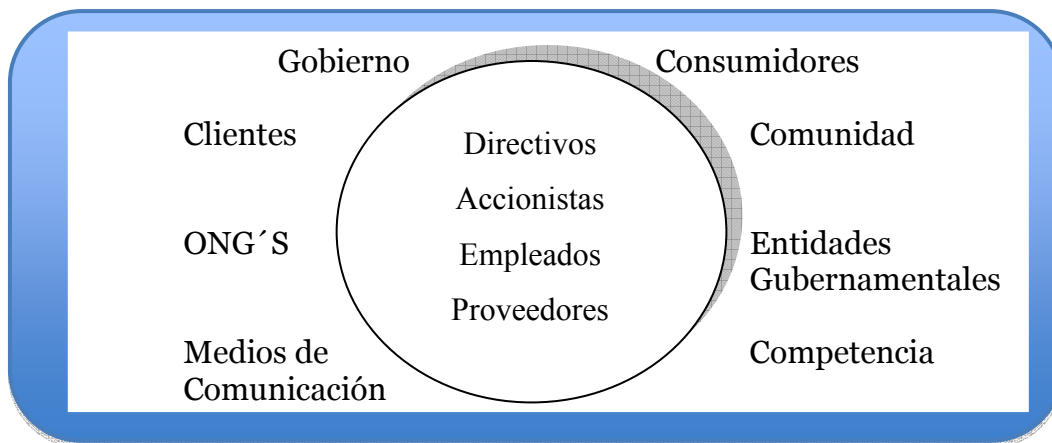 Gobierno
Consumidores
Clientes
Comunidad
Directivos
Accionistas
Empleados
Proveedores
ONG´S
Entidades
Gubernamentales
Medios de
Comunicación
Competencia